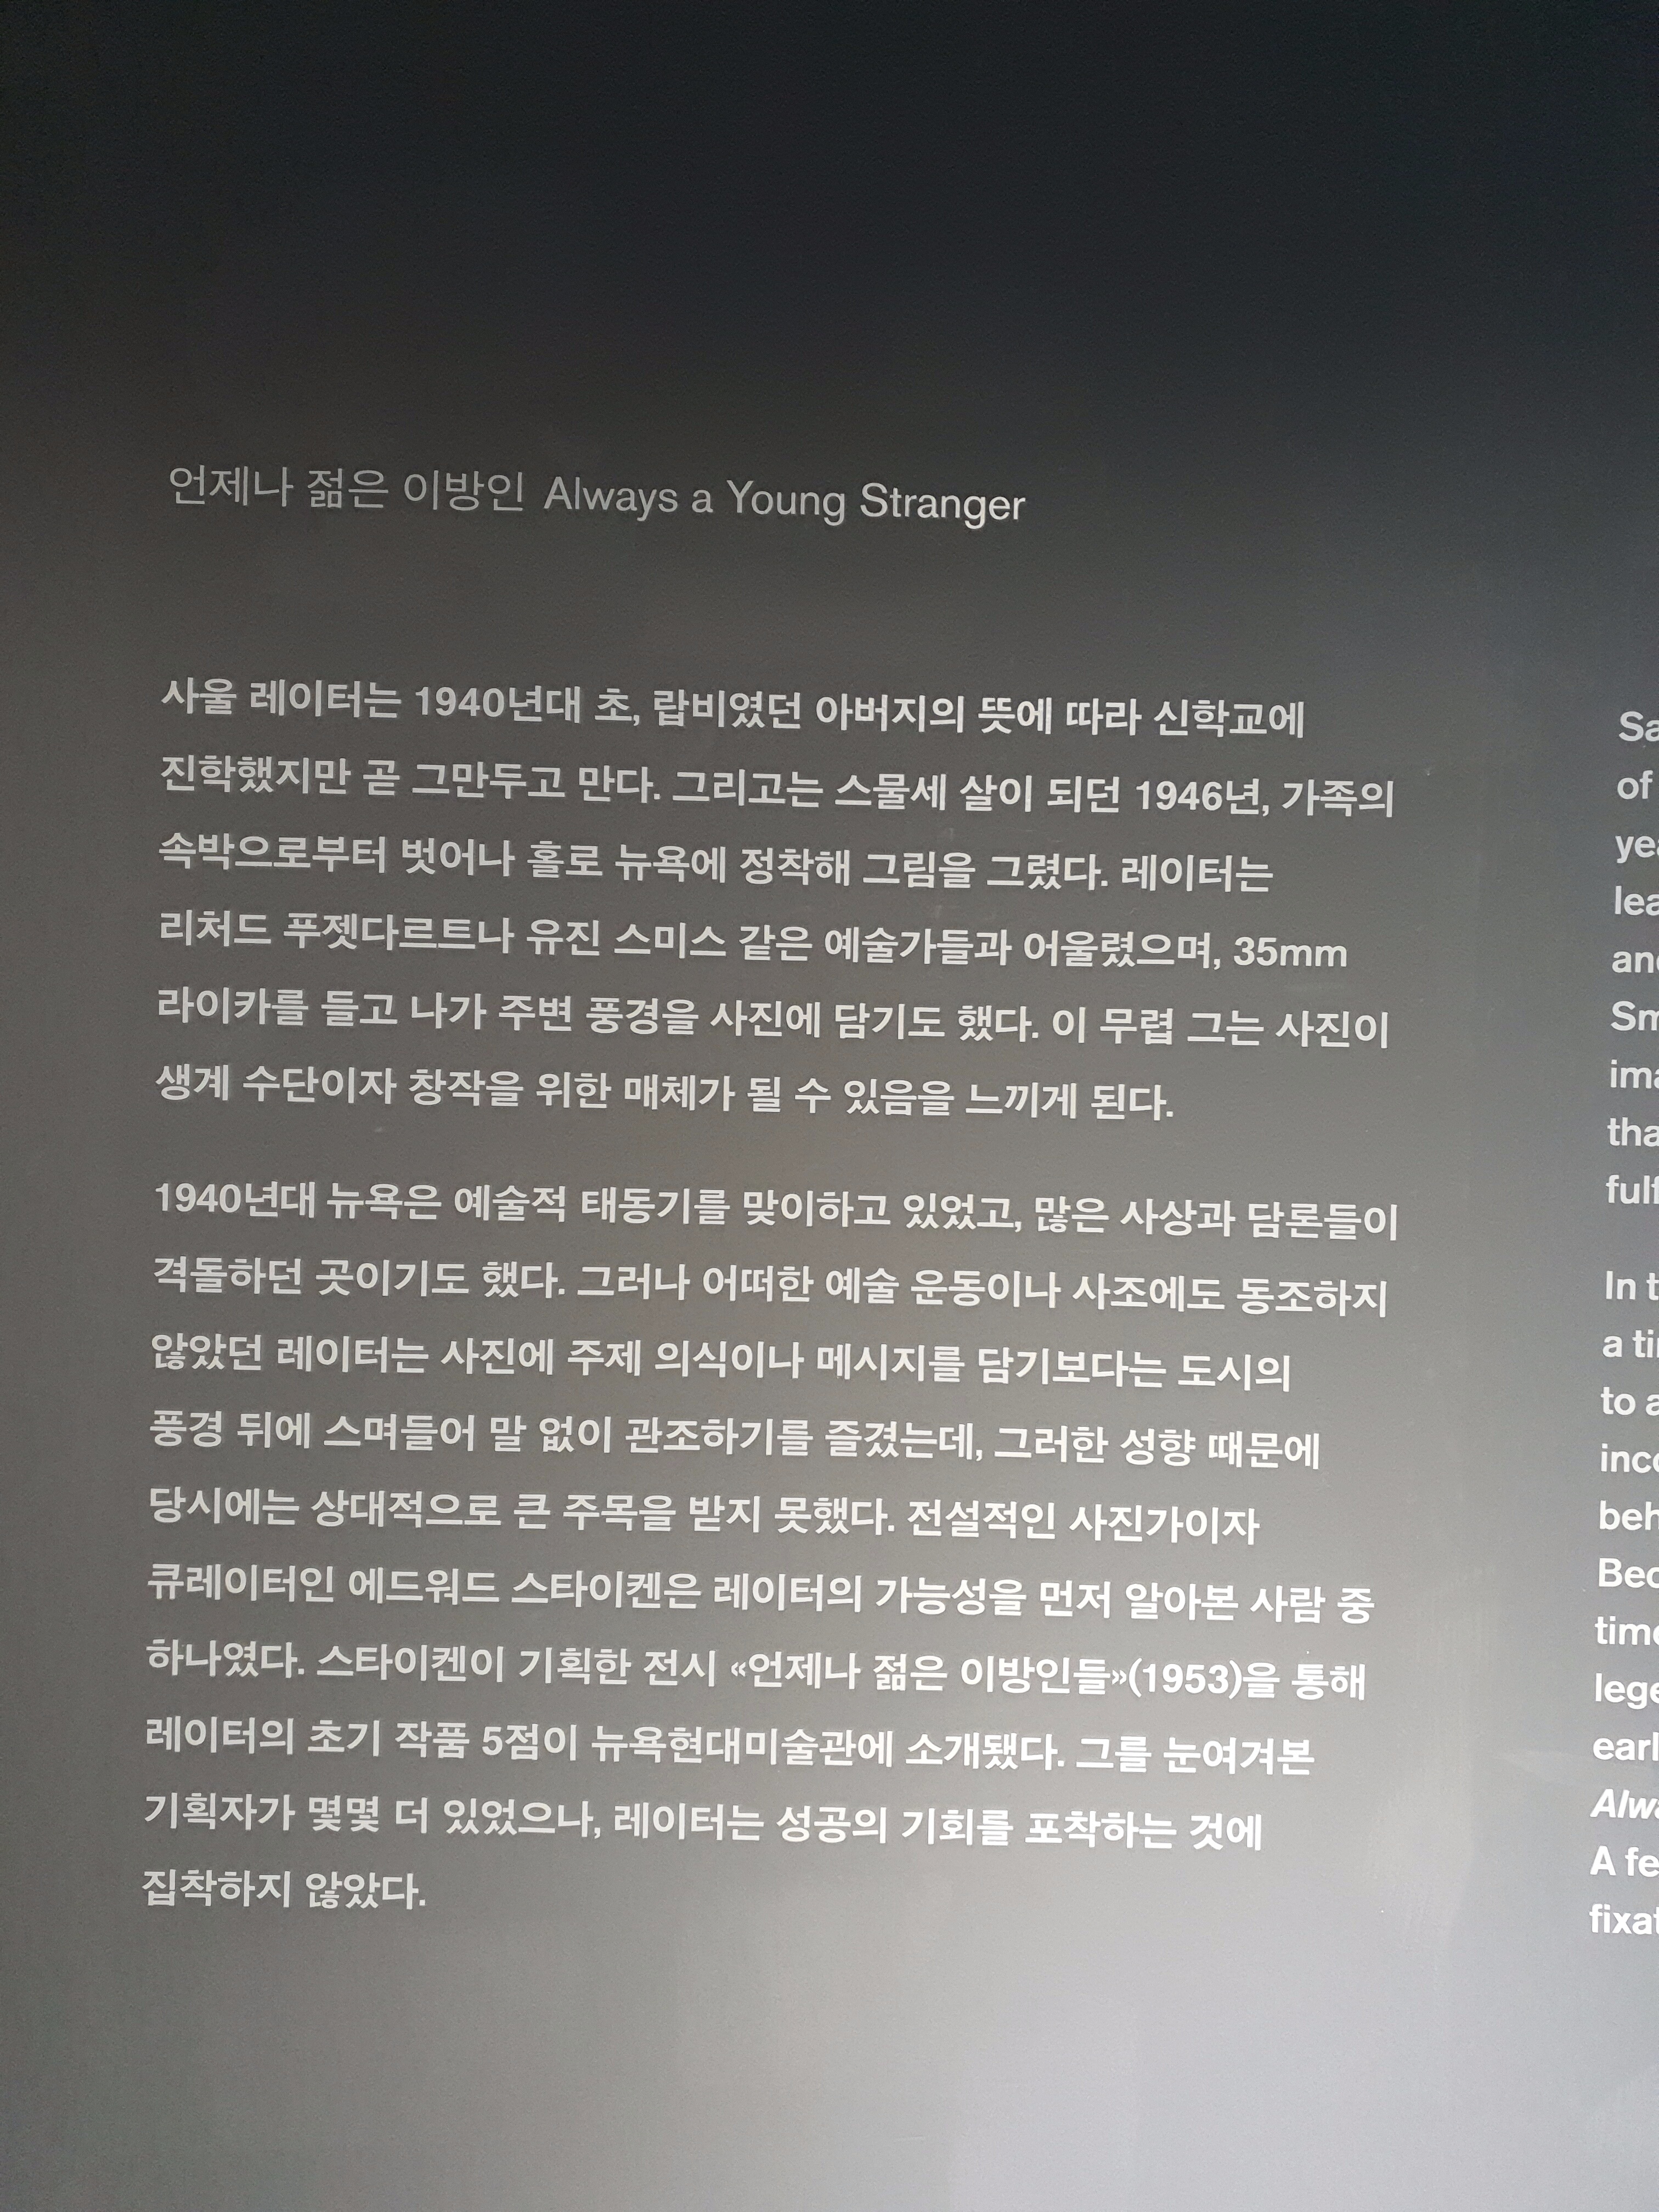 언제나 젊은 이방인 Always a Young Stranger
사울 레이터는 1940년대 초, 랍비였던 아버지의 뜻에 따라 신학교에
진학했지만 곧 그만두고 만다. 그리고는 스물세 살이 되던 1946년, 가족의
속박으로부터 벗어나 홀로 뉴욕에 정착해 그림을 그렸다. 레이터는
리처드 푸젯다르트나 유진 스미스 같은 예술가들과 어울렸으며, 35mm
라이카를 들고 나가 주변 풍경을 사진에 담기도 했다. 이 무렵 그는 사진이
생계 수단이자 창작을 위한 매체가 될 수 있음을 느끼게 된다.
1940년대 뉴욕은 예술적 태동기를 맞이하고 있었고, 많은 사상과 담론들이
격돌하던 곳이기도 했다. 그러나 어떠한 예술 운동이나 사조에도 동조하지
않았던 레이터는 사진에 주제 의식이나 메시지를 담기보다는 도시의
풍경 뒤에 스며들어 말 없이 관조하기를 즐겼는데, 그러한 성향 때문에
당시에는 상대적으로 큰 주목을 받지 못했다. 전설적인 사진가이자
큐레이터인 에드워드 스타이켄은 레이터의 가능성을 먼저 알아본 사람 중
하나였다. 스타이켄이 기획한 전시 «언제나 젊은 이방인들»(1953)을 통해
레이터의 초기 작품 5점이 뉴욕현대미술관에 소개됐다. 그를 눈여겨본
기획자가 몇몇 더 있었으나, 레이터는 성공의 기회를 포착하는 것에
집착하지 않았다.
of
In
a
to
A